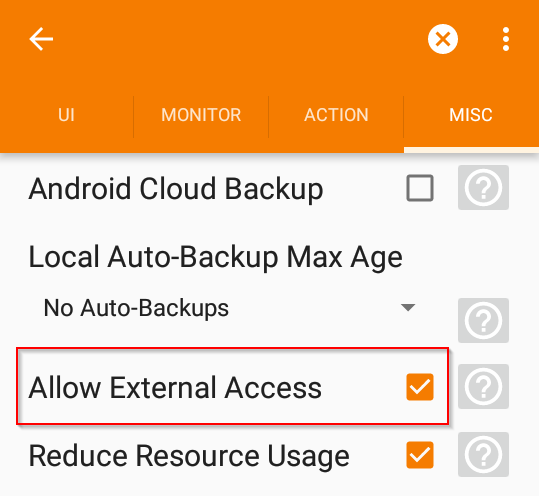 UI MONITOR ACTION MISC
Android Cloud Backup
Local Auto-Backup Max Age
No Auto-Backups
Allow External Access
Reduce Resource Usage